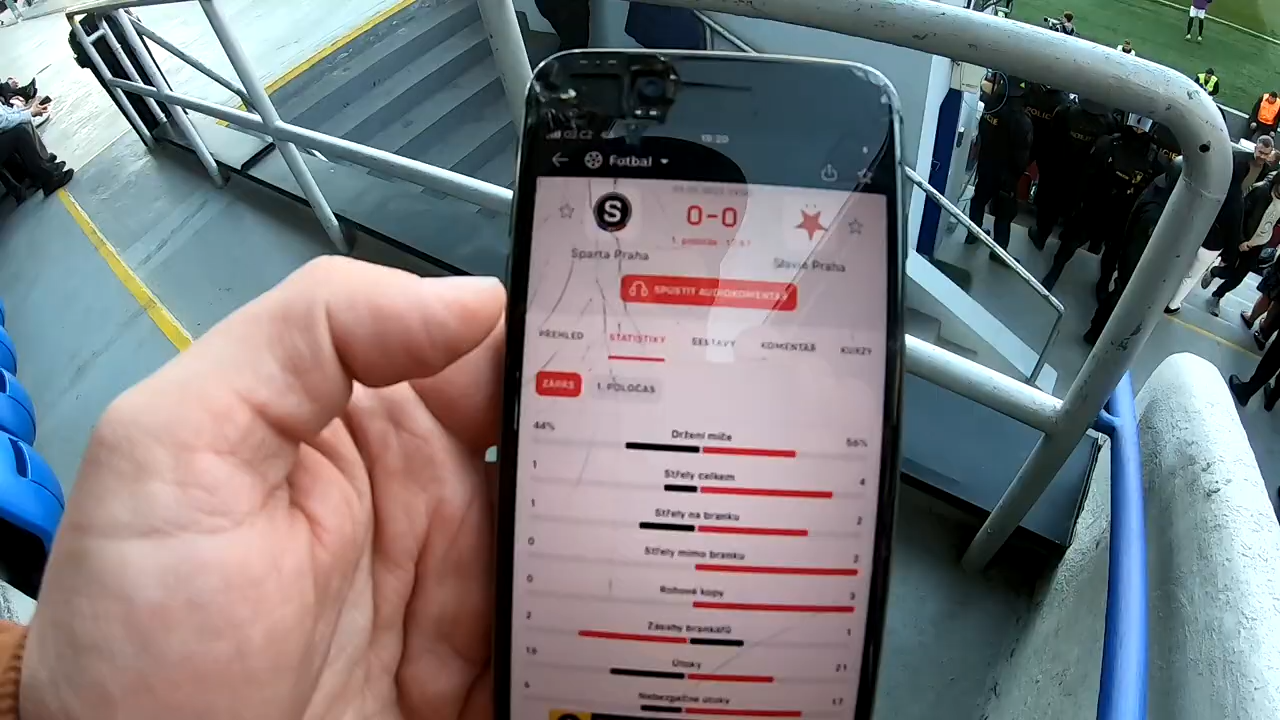 ← Fotbal
S 0-0
Sparta Praha Slavia Praha
SPUSTIT AUDIOKOMENTÁŘ
PŘEHLED STATISTIKY SESTAVY KOMENTÁŘ KURZY
ZÁPAS 1. POLOČAS
44% Držení míče 56%
1 Střely celkem 4
1 Střely na branku 2
0 Střely mimo branku 2
0 Rohové kopy 3
2 Zásahy brankářů 1
Útoky 21
Nebezpečné útoky 17
POLICIE